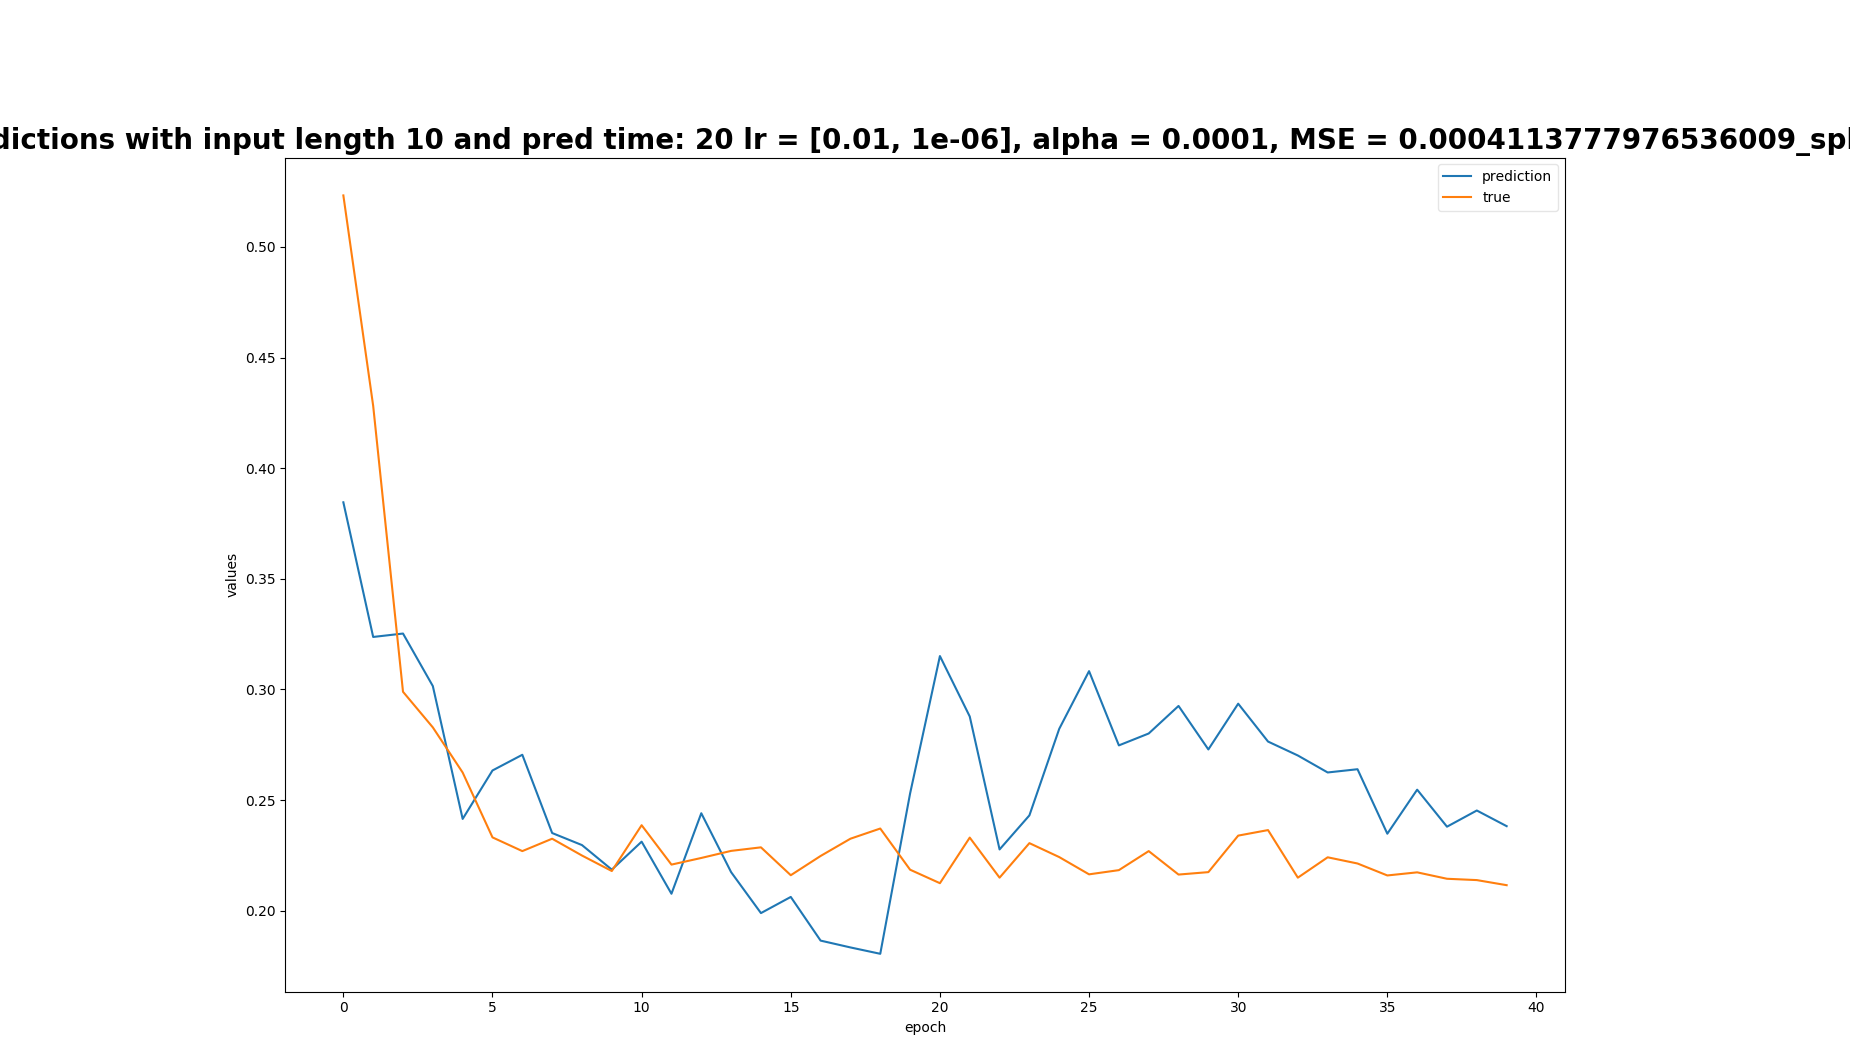 dictions with input length 10 and pred time: 20 lr = [0.01, 1e-06], alpha = 0.0001, MSE = 0.0004113777976536009_spl
prediction
true
0.50
0.45
0.40
0.35
0.30
0.25
0.20
values
0 5 10 15 20 25 30 35 40
epoch